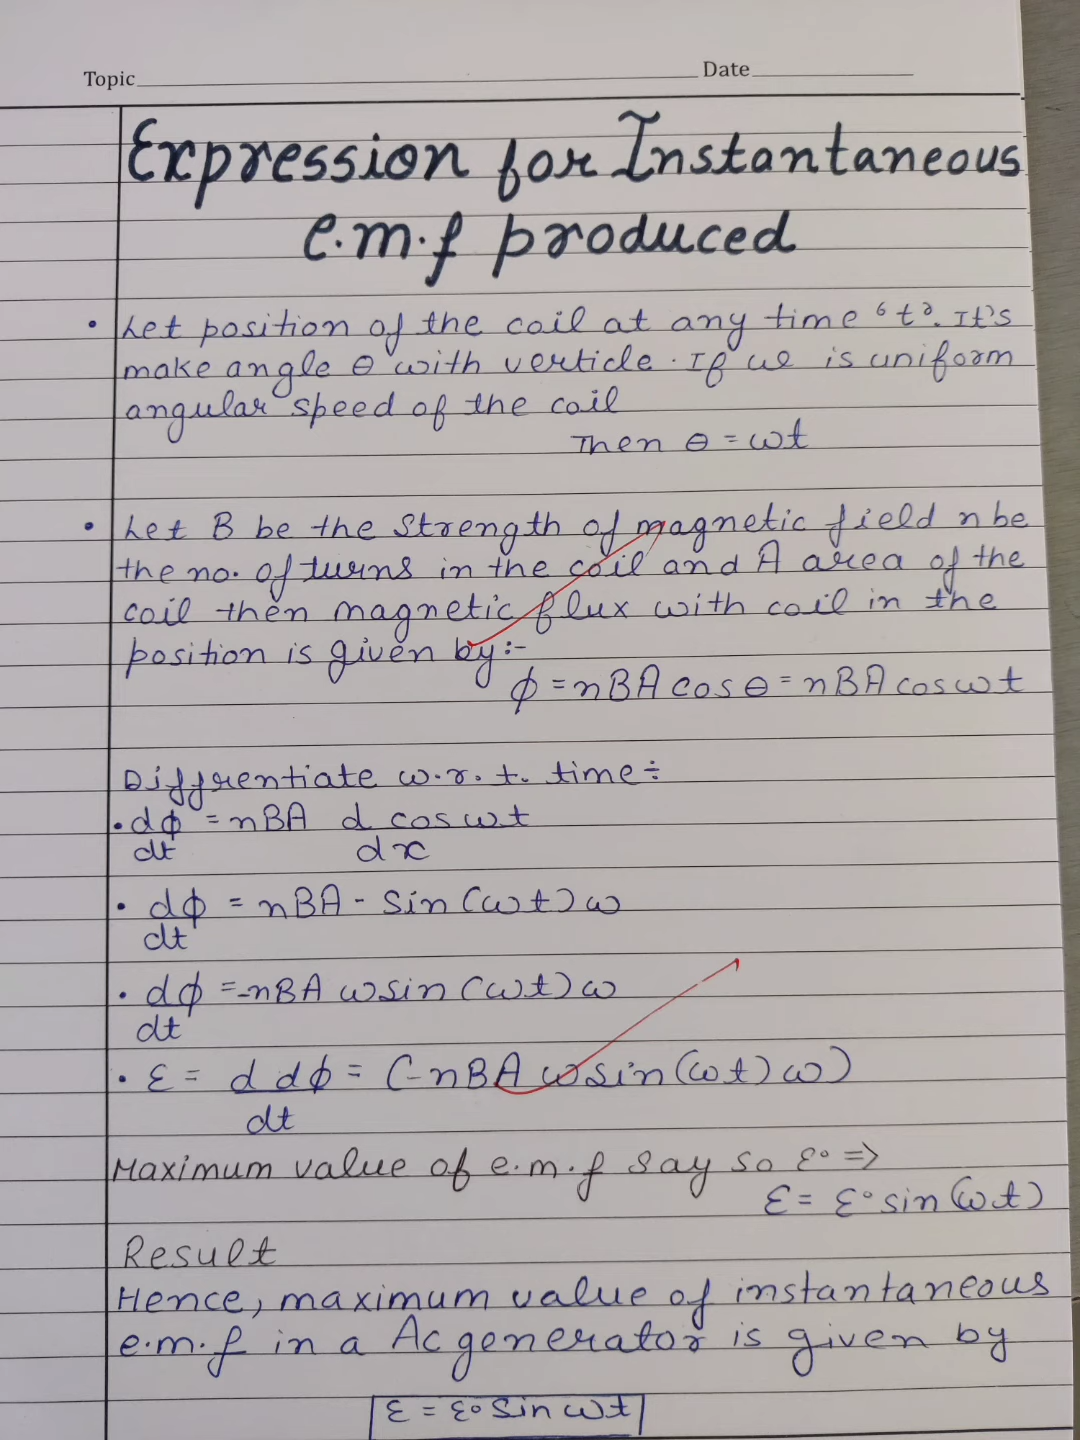 Topic Date
Expression for Instantaneous
e.m.f produced
• Let position of the coil at any time ‘t’. It's
make angle θ with verticle. If ω is uniform
angular speed of the coil
Then θ = ωt
• Let B be the strength of magnetic field n be
the no. of turns in the coil and A area of the
coil then magnetic flux with coil in the
position is given by:-
ϕ = nBA cos θ = nBA cos ωt
Diffrentiate w.r.t. time÷
• dϕ = nBA d cos ωt
dt dx
• dϕ = nBA - sin (ωt) ω
dt
• dϕ = -nBA ω sin (ωt) ω
dt
• ε = d dϕ = (-nBA ω sin (ωt) ω)
dt
Maximum value of e.m.f say so ε° =>
ε = ε° sin (ωt)
Result
Hence, maximum value of instantaneous
e.m.f in a Ac generator is given by
ε = ε° sin ωt